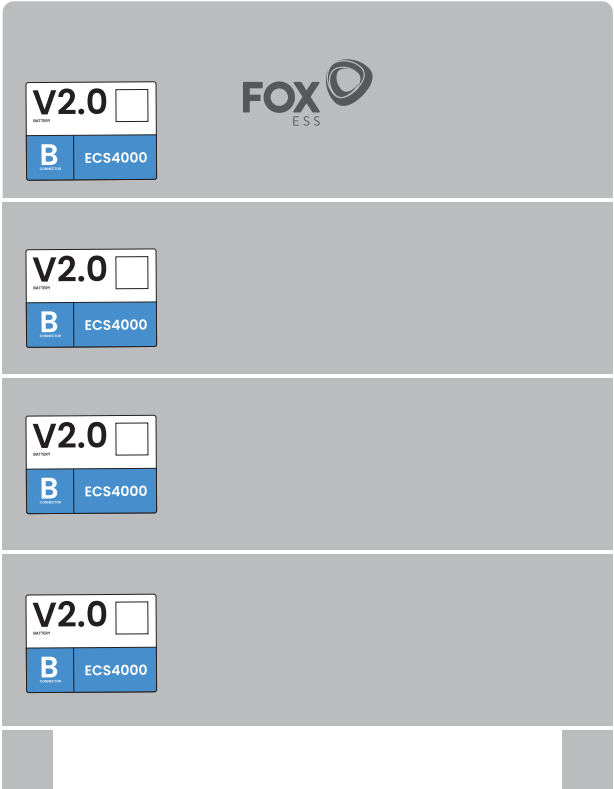 FOX
ESS
V2.0
BATTERY
B
CONNECTOR
ECS4000
V2.0
BATTERY
B
CONNECTOR
ECS4000
V2.0
BATTERY
B
CONNECTOR
ECS4000
V2.0
BATTERY
B
CONNECTOR
ECS4000